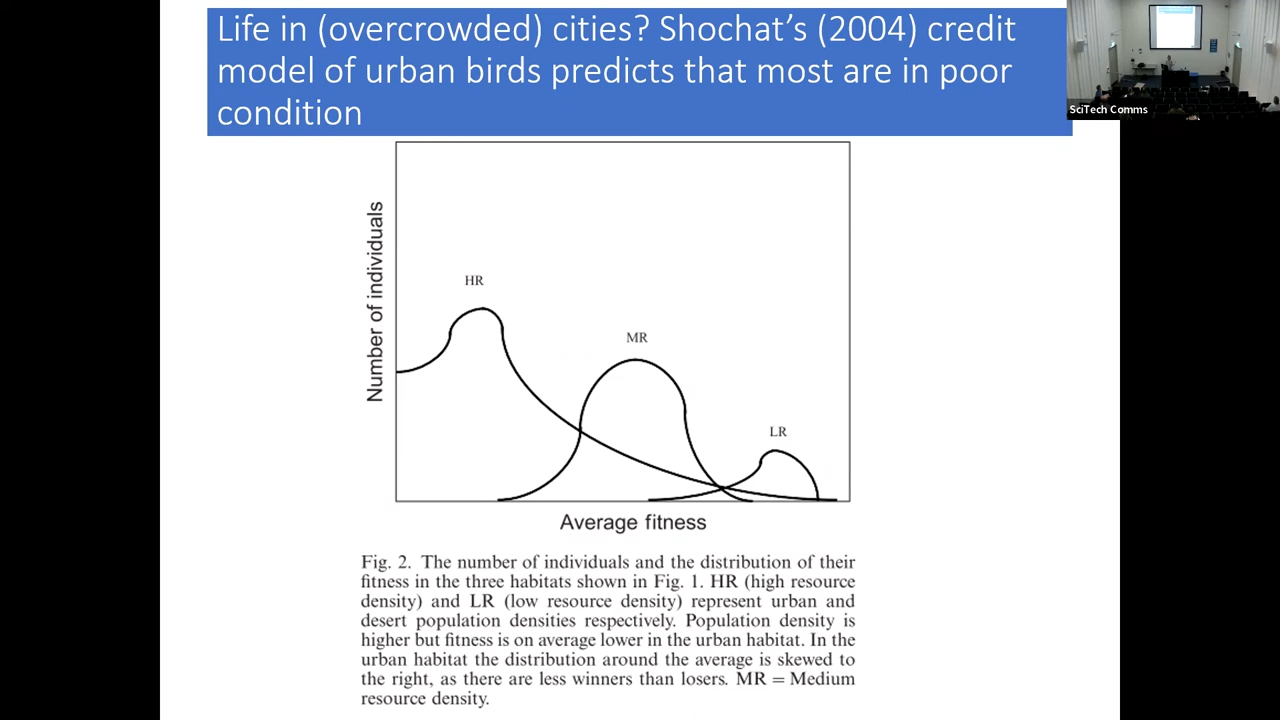 Life in (overcrowded) cities? Shochat's (2004) credit
model of urban birds predicts that most are in poor
condition
SciTech Comms
Number of individuals
HR
MR
LR
Average fitness
Fig. 2. The number of individuals and the distribution of their
fitness in the three habitats shown in Fig. 1. HR (high resource
density) and LR (low resource density) represent urban and
desert population densities respectively. Population density is
higher but fitness is on average lower in the urban habitat. In the
urban habitat the distribution around the average is skewed to
the right, as there are less winners than losers. MR = Medium
resource density.